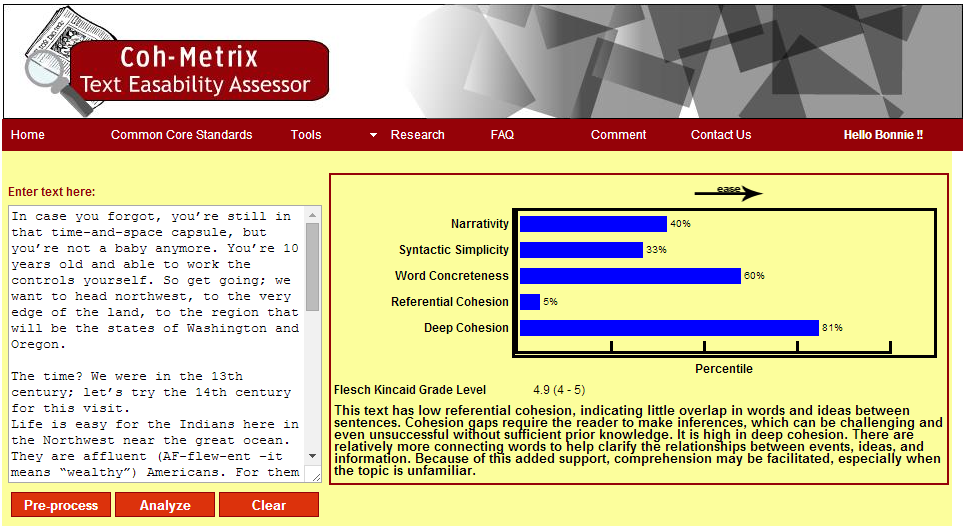 Coh-Metrix
Text Easability Assessor
Home Common Core Standards Tools Research FAQ Comment Contact Us Hello Bonnie !!
Enter text here:
In case you forgot, you’re still in
that time-and-space capsule, but
you’re not a baby anymore. You’re 10
years old and able to work the
controls yourself. So get going; we
want to head northwest, to the very
edge of the land, to the region that
will be the states of Washington and
Oregon.
The time? We were in the 13th
century; let’s try the 14th century
for this visit.
Life is easy for the Indians here in
the Northwest near the great ocean.
They are affluent (AF-flew-ent –it
means “wealthy”) Americans. For them
Pre-process Analyze Clear
ease
Narrativity 40%
Syntactic Simplicity 33%
Word Concreteness 60%
Referential Cohesion 5%
Deep Cohesion 81%
Percentile
Flesch Kincaid Grade Level 4.9 (4 - 5)
This text has low referential cohesion, indicating little overlap in words and ideas between
sentences. Cohesion gaps require the reader to make inferences, which can be challenging and
even unsuccessful without sufficient prior knowledge. It is high in deep cohesion. There are
relatively more connecting words to help clarify the relationships between events, ideas, and
information. Because of this added support, comprehension may be facilitated, especially when
the topic is unfamiliar.